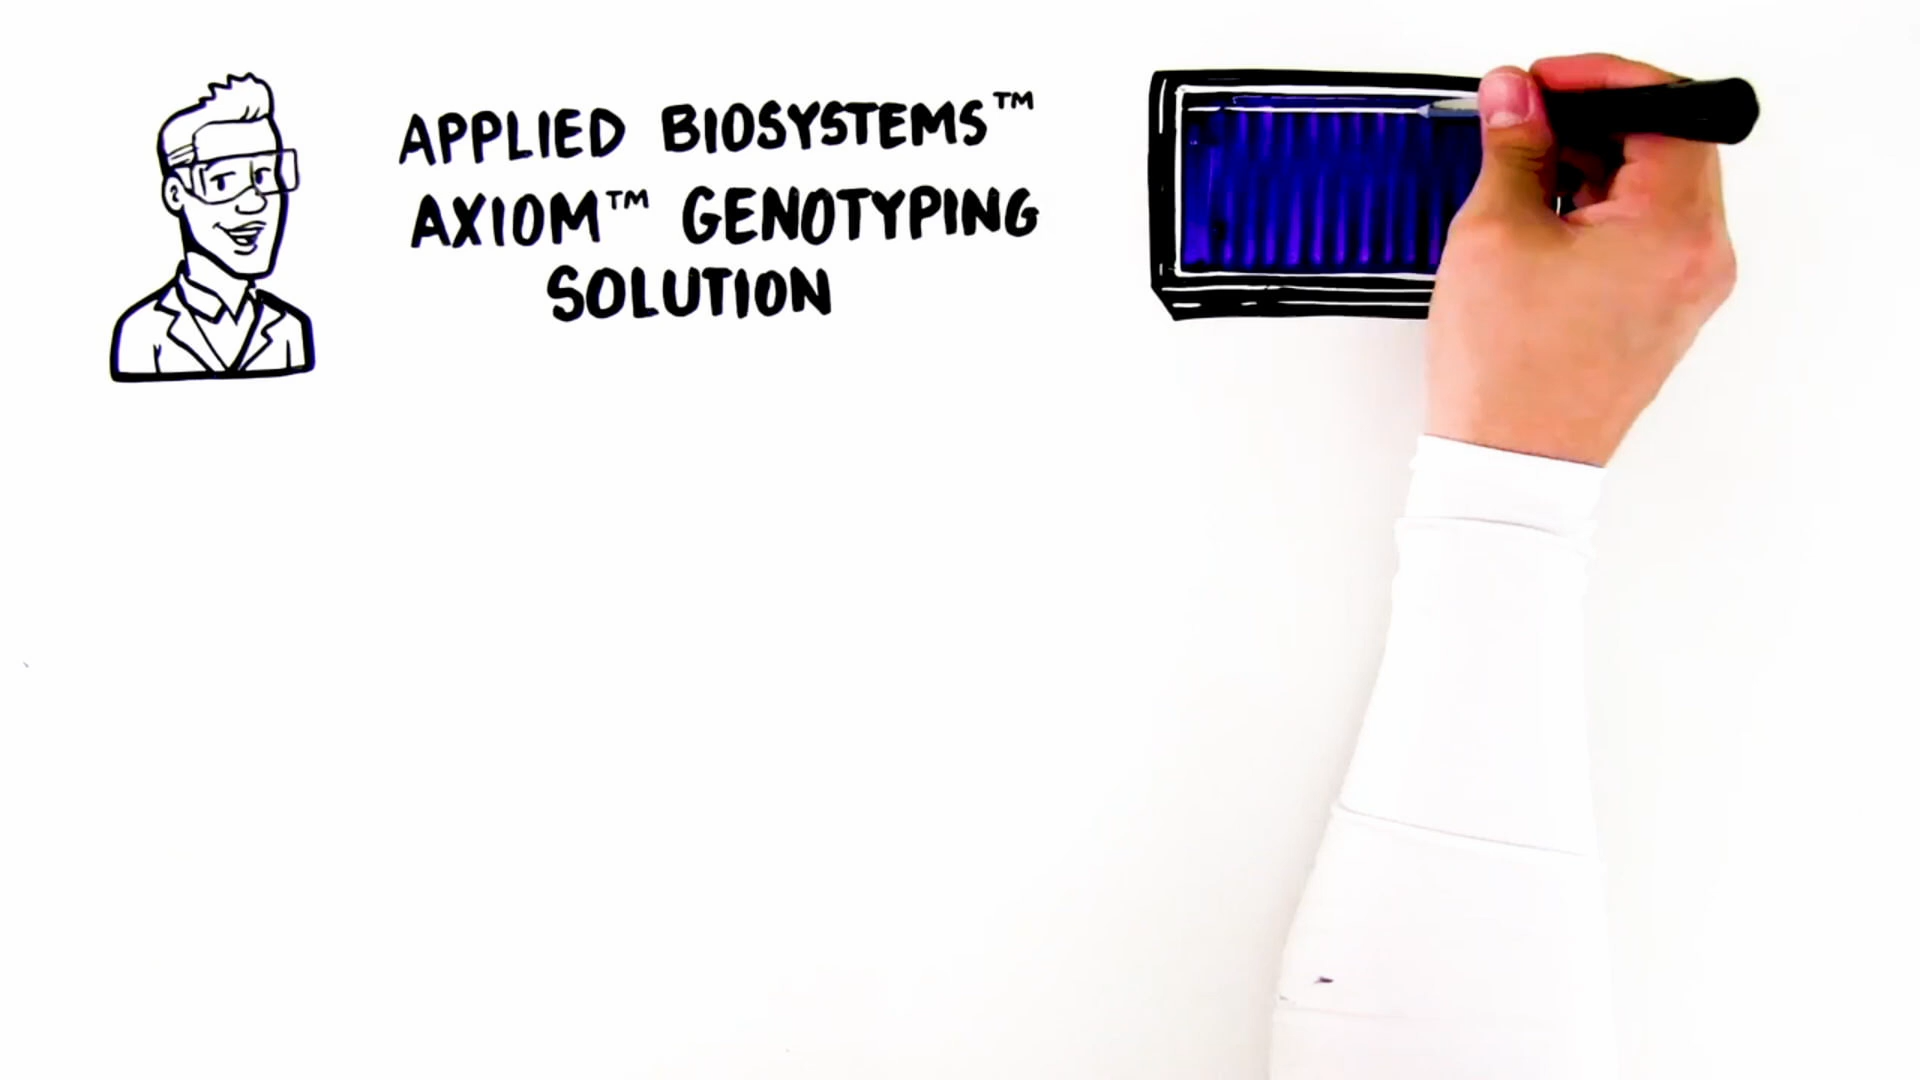 APPLIED BIOSYSTEMS™
AXIOM™ GENOTYPING
SOLUTION